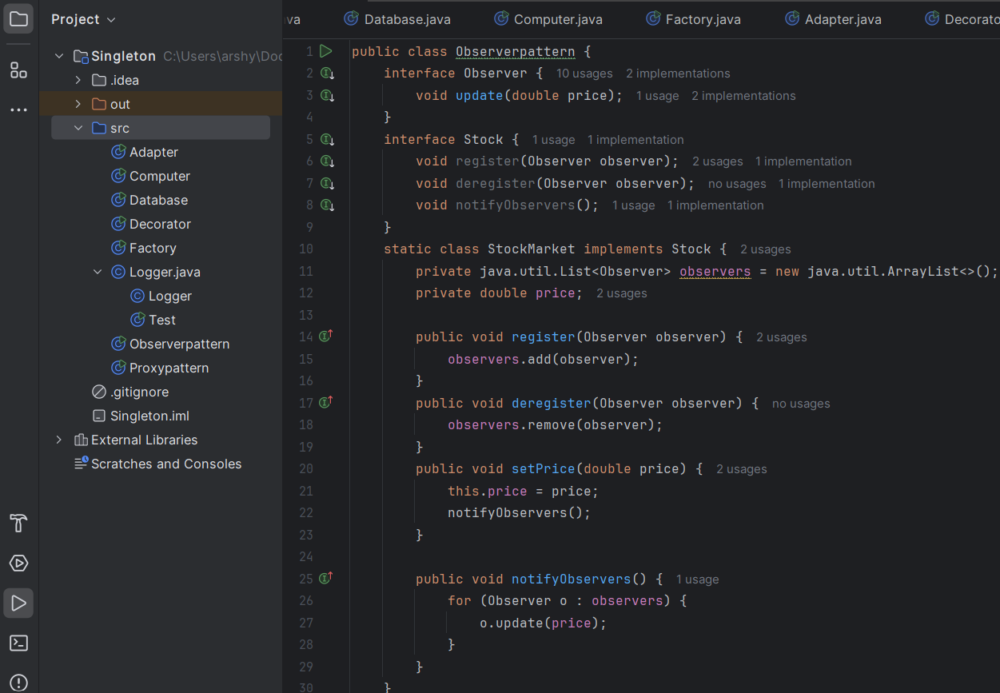 Project
va
Database.java
Computer.java
Factory.java
Adapter.java
Decorato
Singleton C:\Users\arshy\Doc
.idea
out
src
Adapter
Computer
Database
Decorator
Factory
Logger.java
Logger
Test
Observerpattern
Proxypattern
.gitignore
Singleton.iml
External Libraries
Scratches and Consoles
1 public class Observerpattern {
2 interface Observer { 10 usages 2 implementations
3 void update(double price); 1 usage 2 implementations
4 }
5 interface Stock { 1 usage 1 implementation
6 void register(Observer observer); 2 usages 1 implementation
7 void deregister(Observer observer); no usages 1 implementation
8 void notifyObservers(); 1 usage 1 implementation
9 }
10 static class StockMarket implements Stock { 2 usages
11 private java.util.List<Observer> observers = new java.util.ArrayList<>();
12 private double price; 2 usages
13
14 public void register(Observer observer) { 2 usages
15 observers.add(observer);
16 }
17 public void deregister(Observer observer) { no usages
18 observers.remove(observer);
19 }
20 public void setPrice(double price) { 2 usages
21 this.price = price;
22 notifyObservers();
23 }
24
25 public void notifyObservers() { 1 usage
26 for (Observer o : observers) {
27 o.update(price);
28 }
29 }
30 }